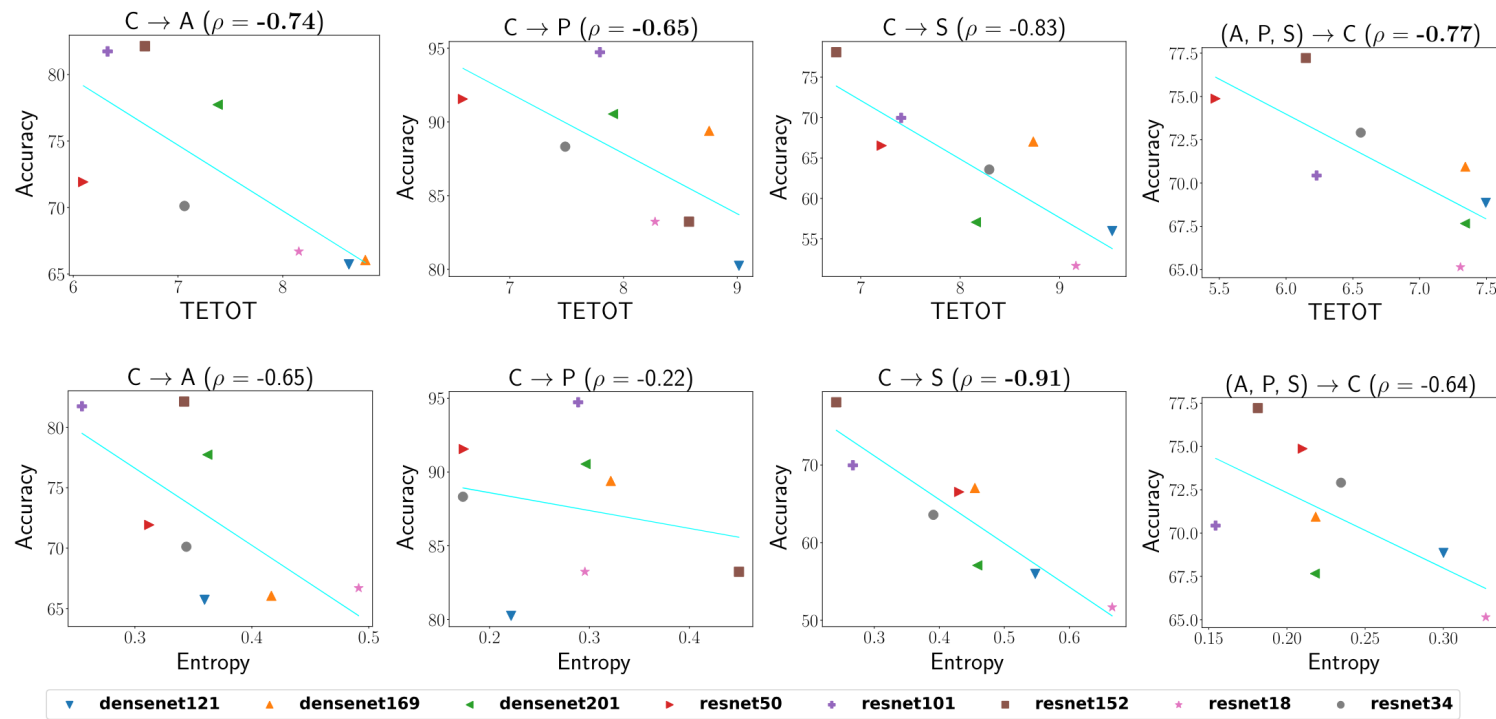 C → A (ρ = -0.74)
C → P (ρ = -0.65)
C → S (ρ = -0.83)
(A, P, S) → C (ρ = -0.77)
Accuracy
80
75
70
65
6
7
8
TETOT
Accuracy
95
90
85
80
7
8
9
TETOT
Accuracy
75
70
65
60
55
7
8
9
TETOT
Accuracy
77.5
75.0
72.5
70.0
67.5
65.0
5.5
6.0
6.5
7.0
7.5
TETOT
C → A (ρ = -0.65)
C → P (ρ = -0.22)
C → S (ρ = -0.91)
(A, P, S) → C (ρ = -0.64)
Accuracy
80
75
70
65
0.3
0.4
0.5
Entropy
Accuracy
95
90
85
80
0.2
0.3
0.4
Entropy
Accuracy
70
60
50
0.3
0.4
0.5
0.6
Entropy
Accuracy
77.5
75.0
72.5
70.0
67.5
65.0
0.15
0.20
0.25
0.30
Entropy
densenet121 densenet169 densenet201 resnet50 resnet101 resnet152 resnet18 resnet34